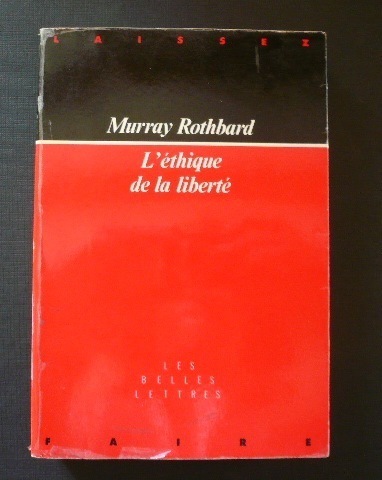 LAISSEZ
Murray Rothbard
L'éthique
de la liberté
LES
BELLES
LETTRES
FAIRE